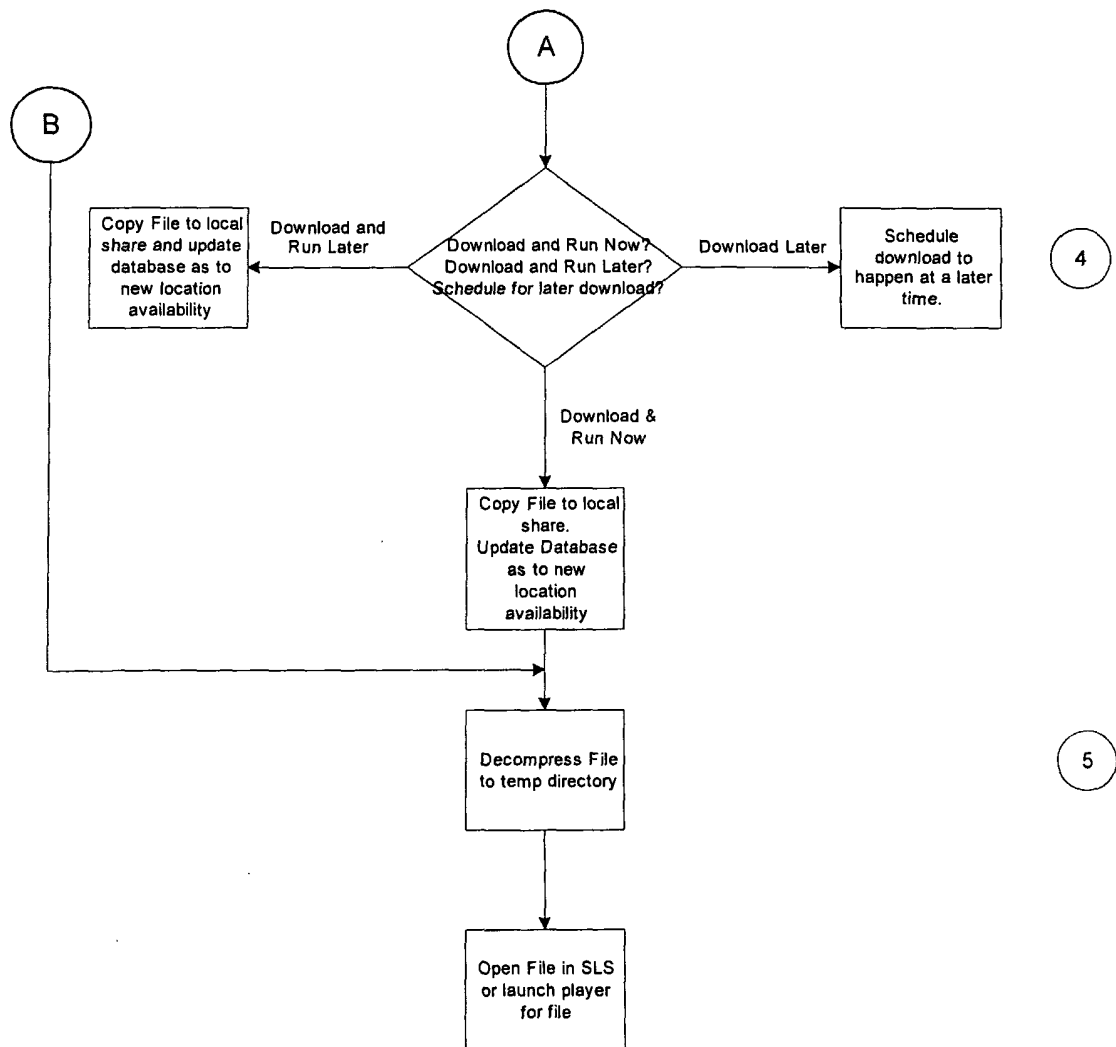 A
B
Copy File to local
share and update
database as to
new location
availability
Download and
Run Later
Download and Run Now?
Download and Run Later?
Schedule for later download?
Download Later
Schedule
download to
happen at a later
time.
4
Download &
Run Now
Copy File to local
share.
Update Database
as to new
location
availability
Decompress File
to temp directory
5
Open File in SLS
or launch player
for file